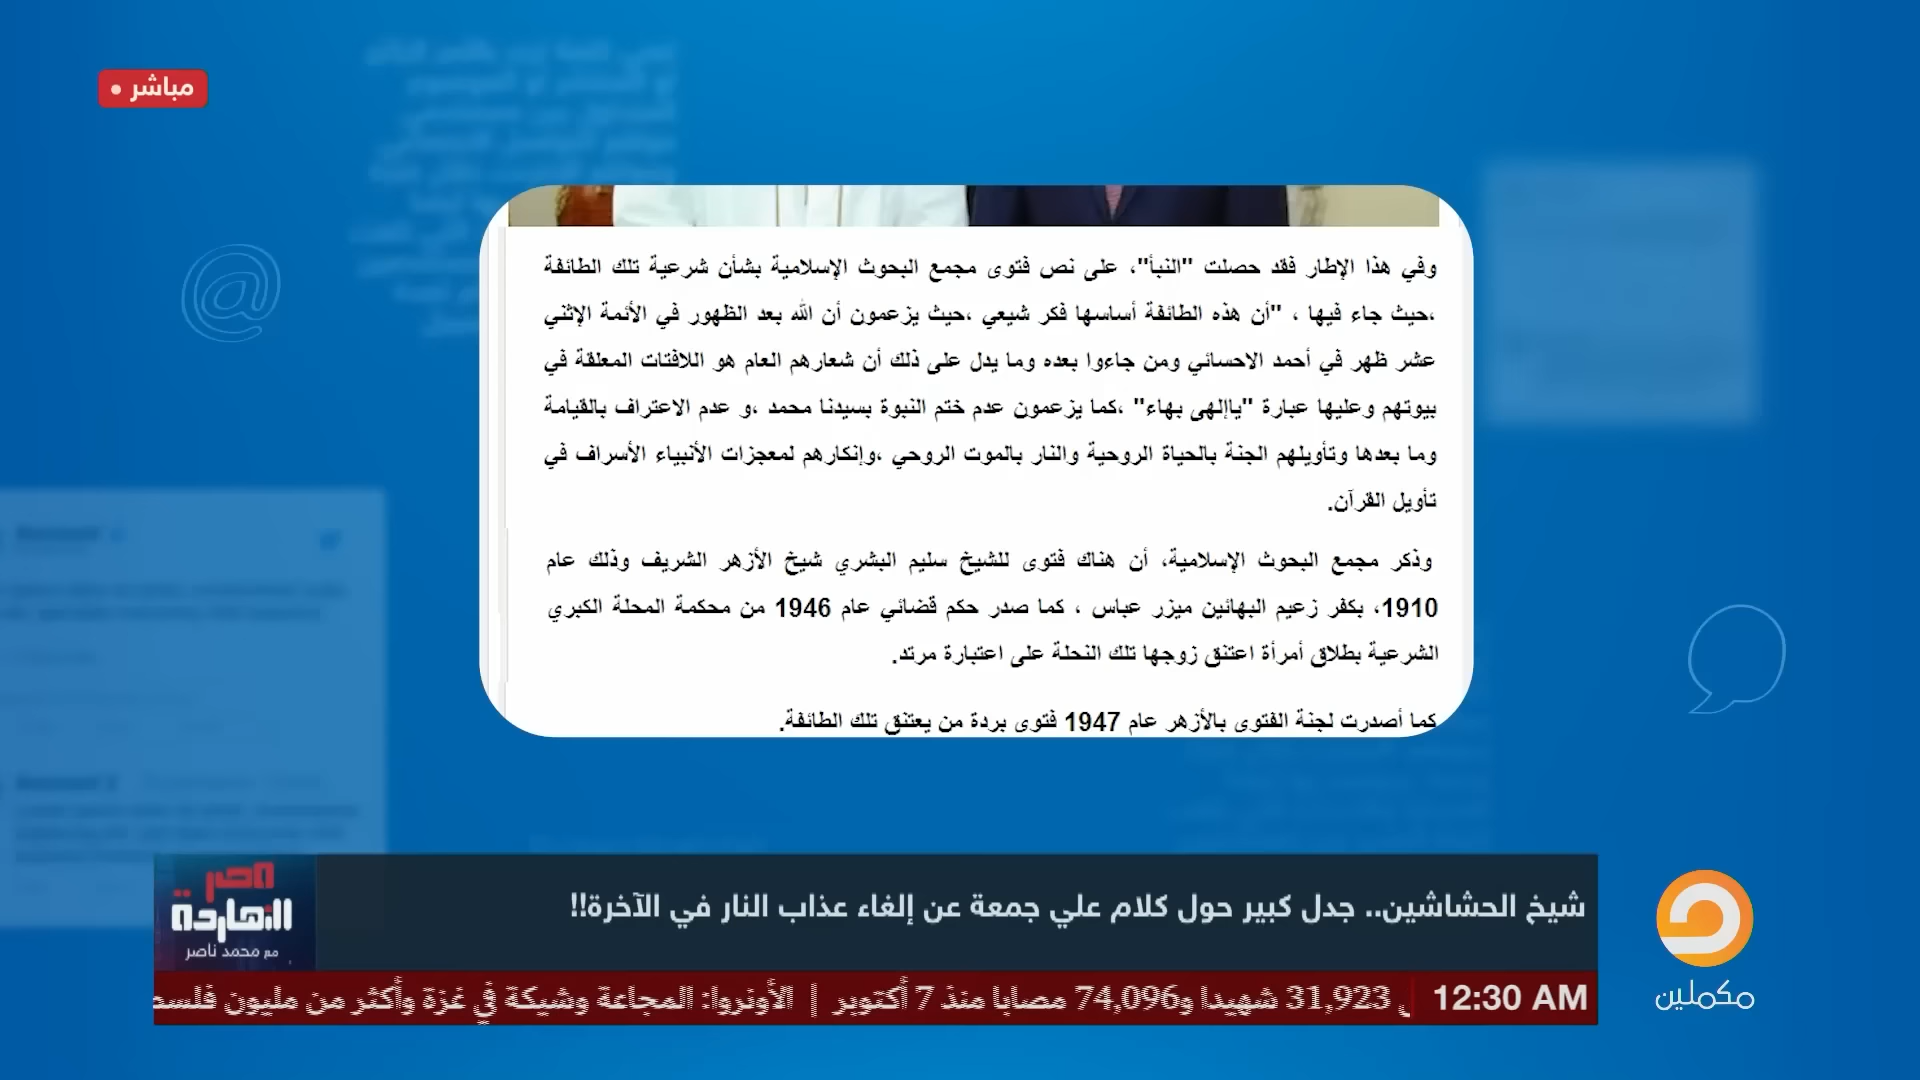 مباشر
وفي هذا الإطار فقد حصلت "النبأ"، على نص فتوى مجمع البحوث الإسلامية بشأن شرعية تلك الطائفة
،حيث جاء فيها ، "أن هذه الطائفة أساسها فكر شيعي ،حيث يزعمون أن الله بعد الظهور في الأئمة الإثني
عشر ظهر في أحمد الاحسائي ومن جاءوا بعده وما يدل على ذلك أن شعارهم العام هو اللافتات المعلقة في
بيوتهم وعليها عبارة "ياإلهى بهاء" ،كما يزعمون عدم ختم النبوة بسيدنا محمد ،و عدم الاعتراف بالقيامة
وما بعدها وتأويلهم الجنة بالحياة الروحية والنار بالموت الروحي ،وإنكارهم لمعجزات الأنبياء الأسراف في
تأويل القرآن.
وذكر مجمع البحوث الإسلامية، أن هناك فتوى للشيخ سليم البشري شيخ الأزهر الشريف وذلك عام
1910، بكفر زعيم البهائين ميزر عباس ، كما صدر حكم قضائي عام 1946 من محكمة المحلة الكبري
الشرعية بطلاق أمرأة اعتنق زوجها تلك النحلة على اعتبارة مرتد.
كما أصدرت لجنة الفتوى بالأزهر عام 1947 فتوى بردة من يعتنق تلك الطائفة.
شيخ الحشاشين.. جدل كبير حول كلام علي جمعة عن إلغاء عذاب النار في الآخرة!!
مصر
النهاردة
مع محمد ناصر
12:30 AM
31,923 شهيدا و74,096 مصابا منذ 7 أكتوبر | الأونروا: المجاعة وشيكة في غزة وأكثر من مليون
مكملين